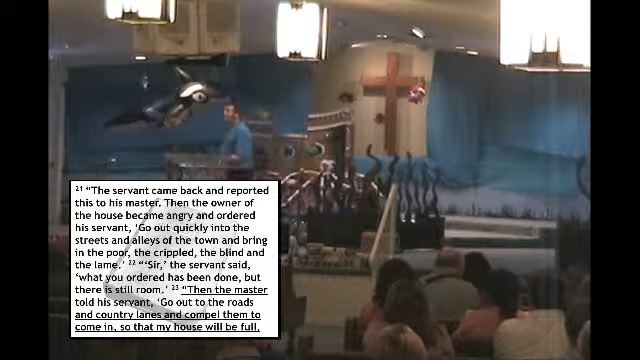 21 “The servant came back and reported
this to his master. Then the owner of
the house became angry and ordered
his servant, ‘Go out quickly into the
streets and alleys of the town and bring
in the poor, the crippled, the blind and
the lame.’ 22 “‘Sir,’ the servant said,
‘what you ordered has been done, but
there is still room.’ 23 “Then the master
told his servant, ‘Go out to the roads
and country lanes and compel them to
come in, so that my house will be full.